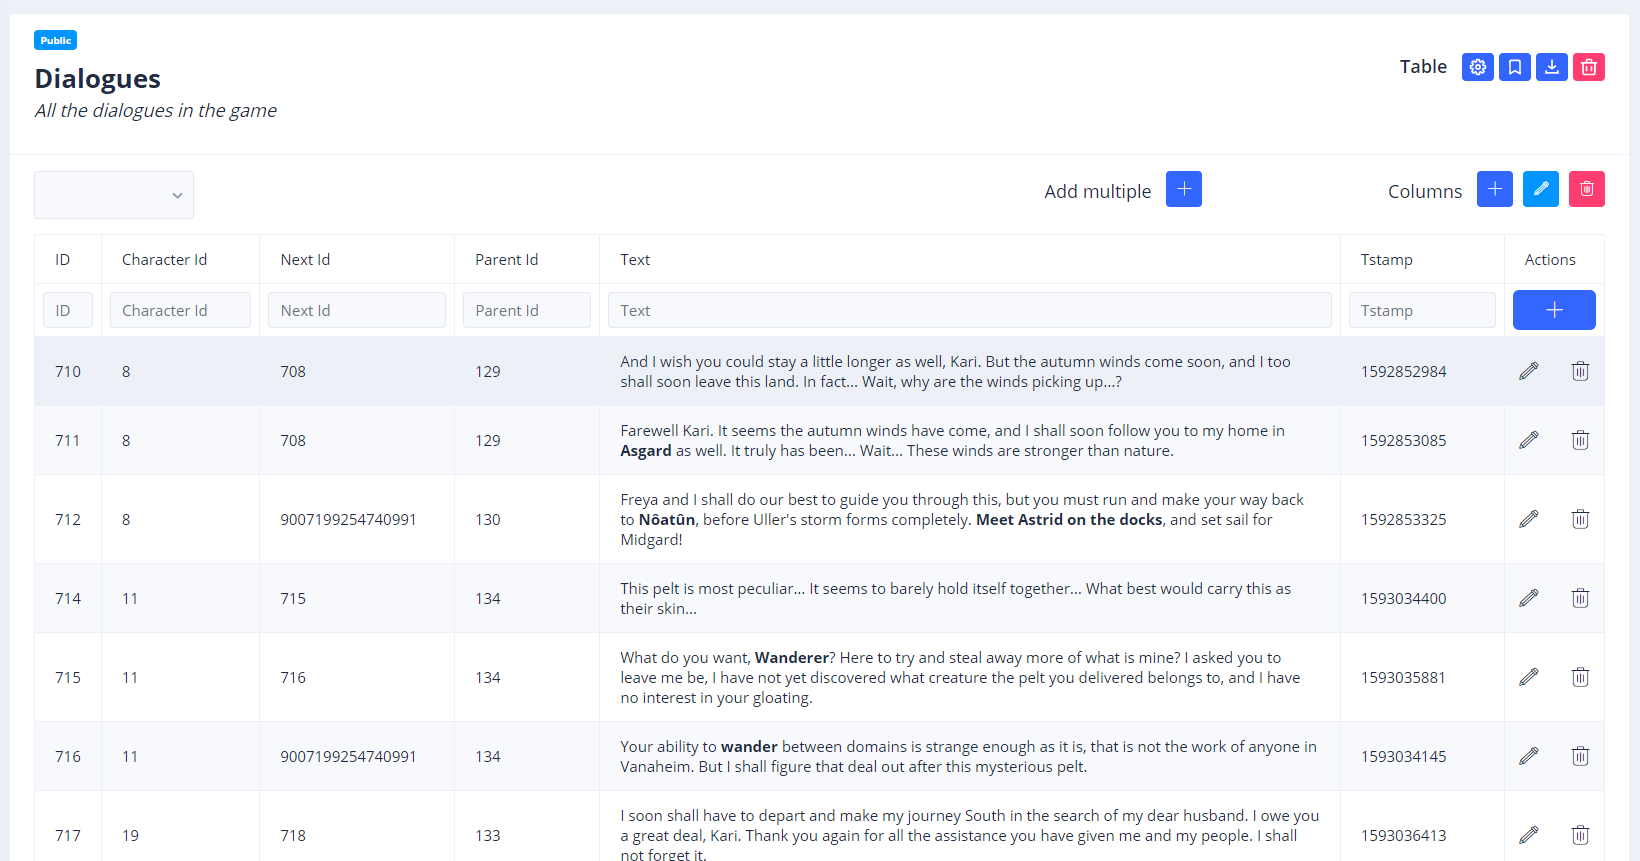 Public
Dialogues
All the dialogues in the game
Table
Add multiple
Columns
ID Character Id Next Id Parent Id Text Tstamp Actions
ID Character Id Next Id Parent Id Text Tstamp
710 8 708 129 And I wish you could stay a little longer as well, Kari. But the autumn winds come soon, and I too
shall soon leave this land. In fact... Wait, why are the winds picking up...? 1592852984
711 8 708 129 Farewell Kari. It seems the autumn winds have come, and I shall soon follow you to my home in
Asgard as well. It truly has been... Wait... These winds are stronger than nature. 1592853085
712 8 9007199254740991 130 Freya and I shall do our best to guide you through this, but you must run and make your way back
to Nôatûn, before Uller's storm forms completely. Meet Astrid on the docks, and set sail for
Midgard! 1592853325
714 11 715 134 This pelt is most peculiar... It seems to barely hold itself together... What best would carry this as
their skin... 1593034400
715 11 716 134 What do you want, Wanderer? Here to try and steal away more of what is mine? I asked you to
leave me be, I have not yet discovered what creature the pelt you delivered belongs to, and I have
no interest in your gloating. 1593035881
716 11 9007199254740991 134 Your ability to wander between domains is strange enough as it is, that is not the work of anyone in
Vanaheim. But I shall figure that deal out after this mysterious pelt. 1593034145
717 19 718 133 I soon shall have to depart and make my journey South in the search of my dear husband. I owe you
a great deal, Kari. Thank you again for all the assistance you have given me and my people. I shall
not forget it. 1593036413